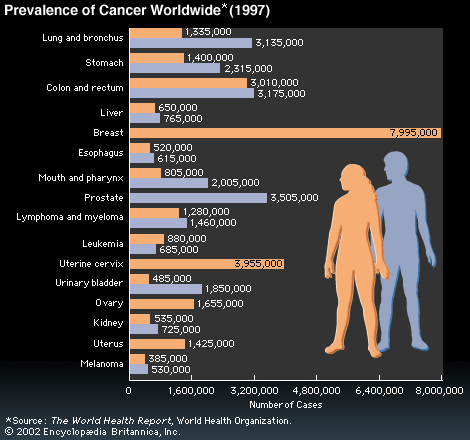 Prevalence of Cancer Worldwide* (1997)
Lung and bronchus
1,335,000
3,135,000
Stomach
1,400,000
2,315,000
Colon and rectum
3,010,000
3,175,000
Liver
650,000
765,000
Breast
7,995,000
Esophagus
520,000
615,000
Mouth and pharynx
805,000
2,005,000
Prostate
3,505,000
Lymphoma and myeloma
1,280,000
1,460,000
Leukemia
880,000
685,000
Uterine cervix
3,955,000
Urinary bladder
485,000
1,850,000
Ovary
1,655,000
Kidney
535,000
725,000
Uterus
1,425,000
Melanoma
385,000
530,000
0 1,600,000 3,200,000 4,800,000 6,400,000 8,000,000
Number of Cases
*Source: The World Health Report, World Health Organization.
© 2002 Encyclopædia Britannica, Inc.